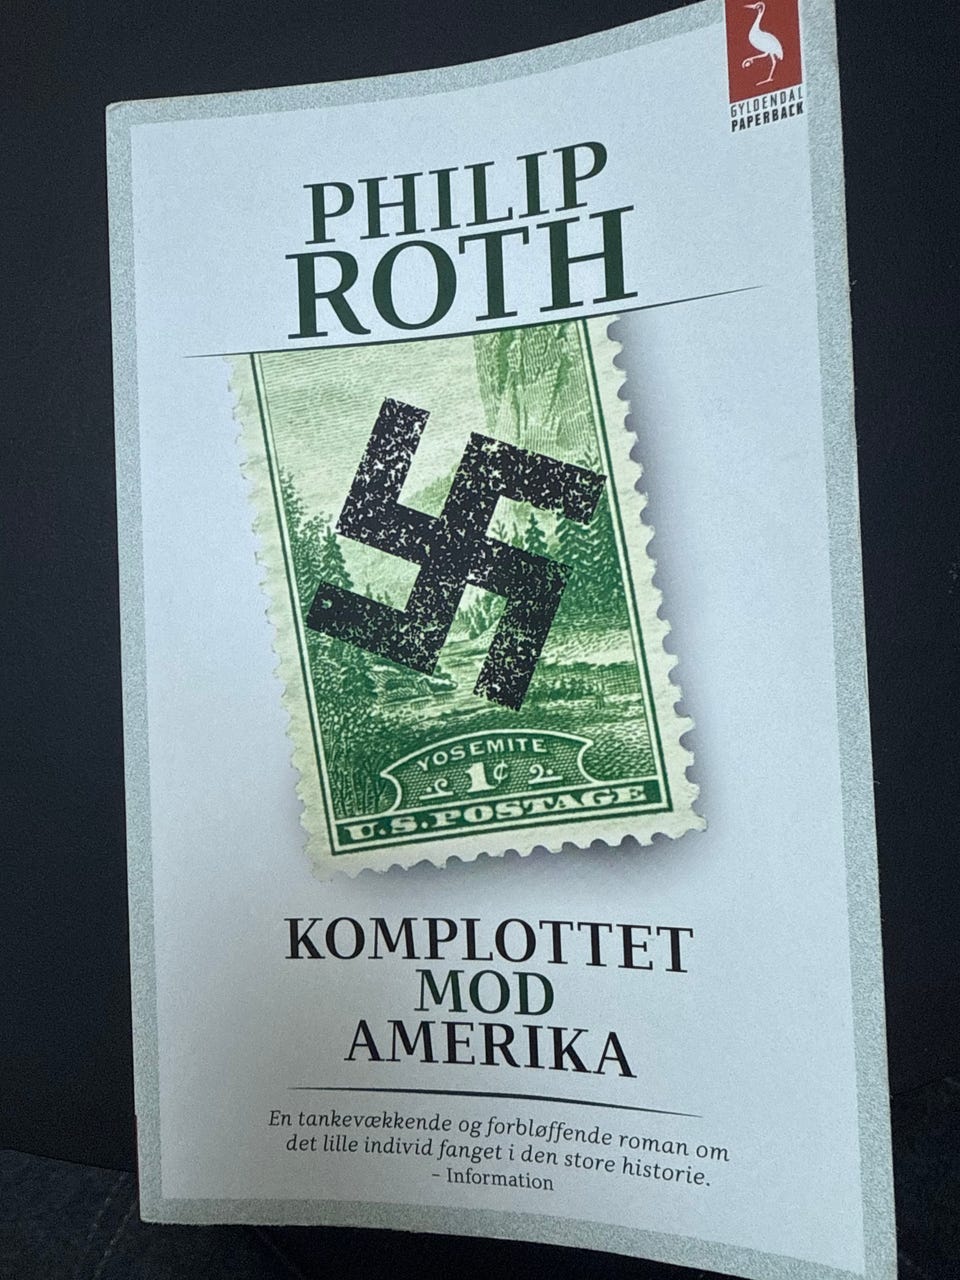 GYLDENDAL
PAPERBACK
PHILIP
ROTH
YOSEMITE
1¢
U.S.POSTAGE
KOMPLOTTET
MOD
AMERIKA
En tankevækkende og forbløffende roman om
det lille individ fanget i den store historie.
– Information